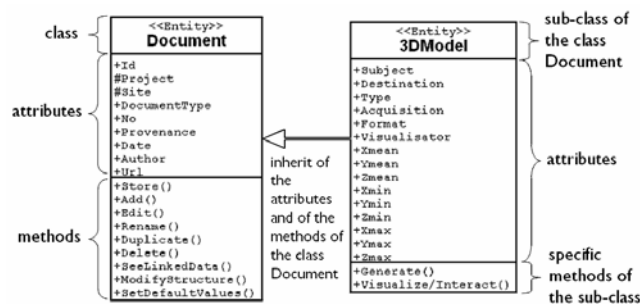 class
<<Entity>>
Document
attributes
+Id
#Project
#Site
+DocumentType
+No
+Provenance
+Date
+Author
+Url
methods
+Store()
+Add()
+Edit()
+Rename()
+Duplicate()
+Delete()
+SeeLinkedData()
+ModifyStructure()
+SetDefaultValues()
inherit of
the
attributes
and of the
methods of
the class
Document
<<Entity>>
3DModel
+Subject
+Destination
+Type
+Acquisition
+Format
+Visualisator
+Xmean
+Ymean
+Zmean
+Xmin
+Ymin
+Zmin
+Xmax
+Ymax
+Zmax
+Generate()
+Visualize/Interact()
sub-class of
the class
Document
attributes
specific
methods of
the sub-class